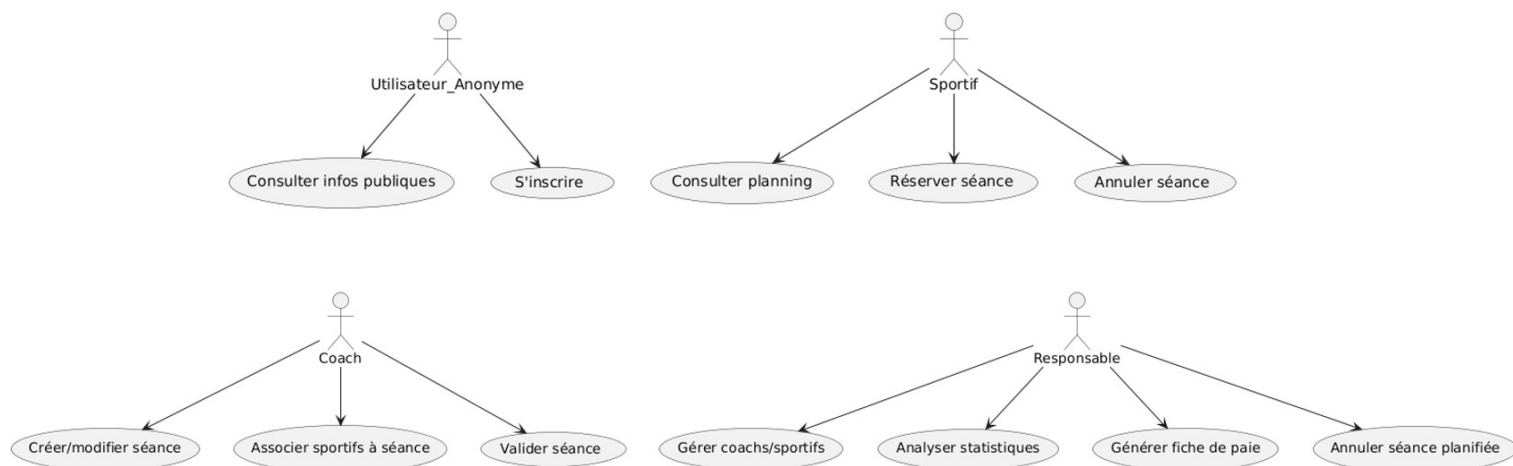 Utilisateur_Anonyme
Sportif
Consulter infos publiques
S'inscrire
Consulter planning
Réserver séance
Annuler séance
Coach
Responsable
Créer/modifier séance
Associer sportifs à séance
Valider séance
Gérer coachs/sportifs
Analyser statistiques
Générer fiche de paie
Annuler séance planifiée